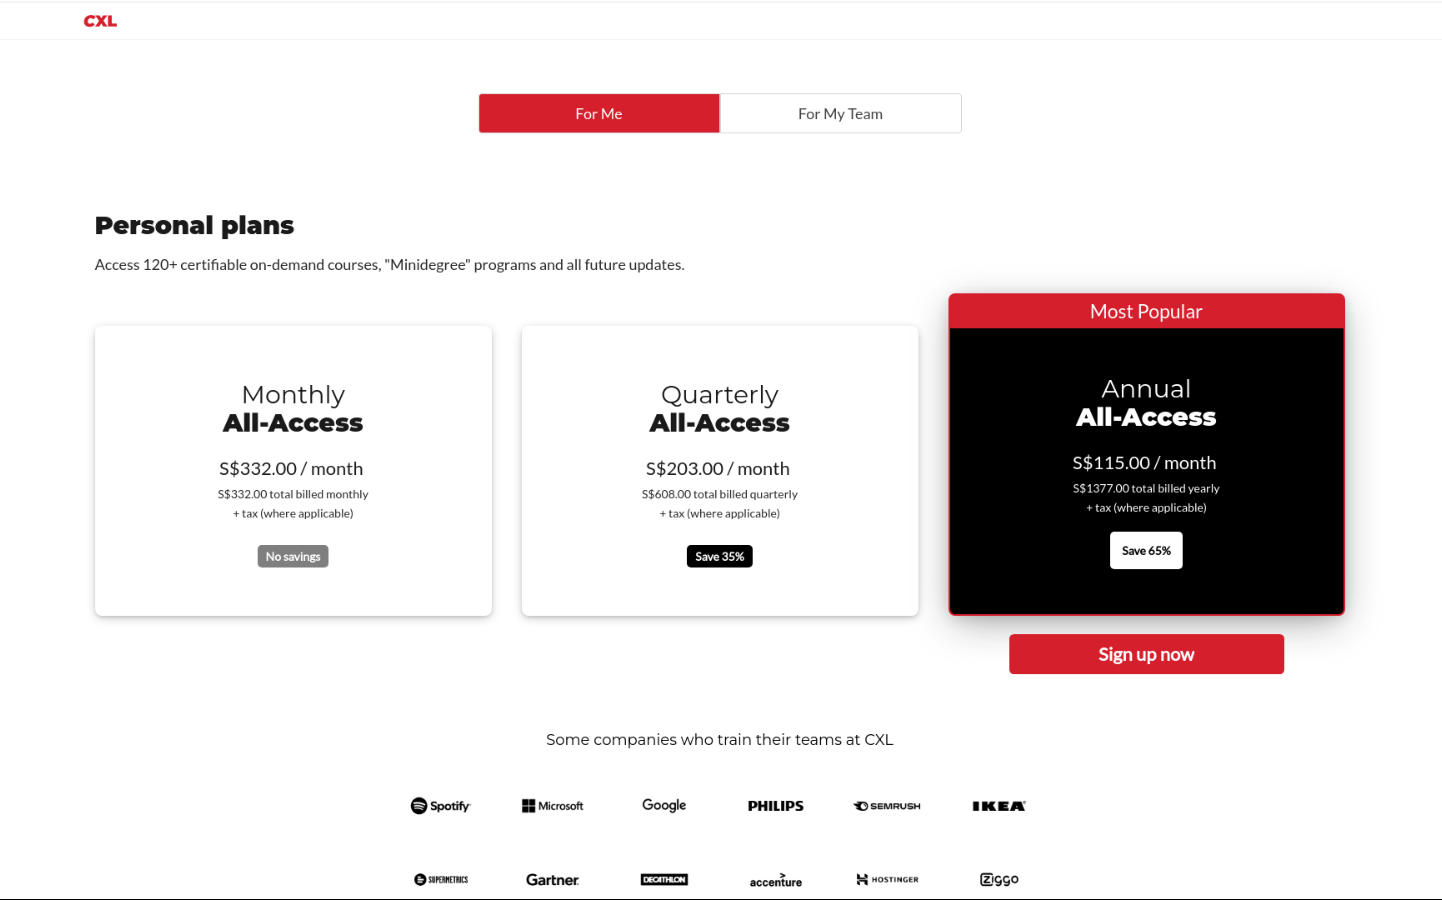 CXL
For Me
For My Team
Personal plans
Access 120+ certifiable on-demand courses, "Minidegree" programs and all future updates.
Monthly
All-Access
S$332.00 / month
S$332.00 total billed monthly
+ tax (where applicable)
No savings
Quarterly
All-Access
S$203.00 / month
S$608.00 total billed quarterly
+ tax (where applicable)
Save 35%
Most Popular
Annual
All-Access
S$115.00 / month
S$1377.00 total billed yearly
+ tax (where applicable)
Save 65%
Sign up now
Some companies who train their teams at CXL
Spotify Microsoft Google PHILIPS SEMRUSH IKEA
SUPERMETRICS Gartner DECATHLON accenture HOSTINGER Ziggo